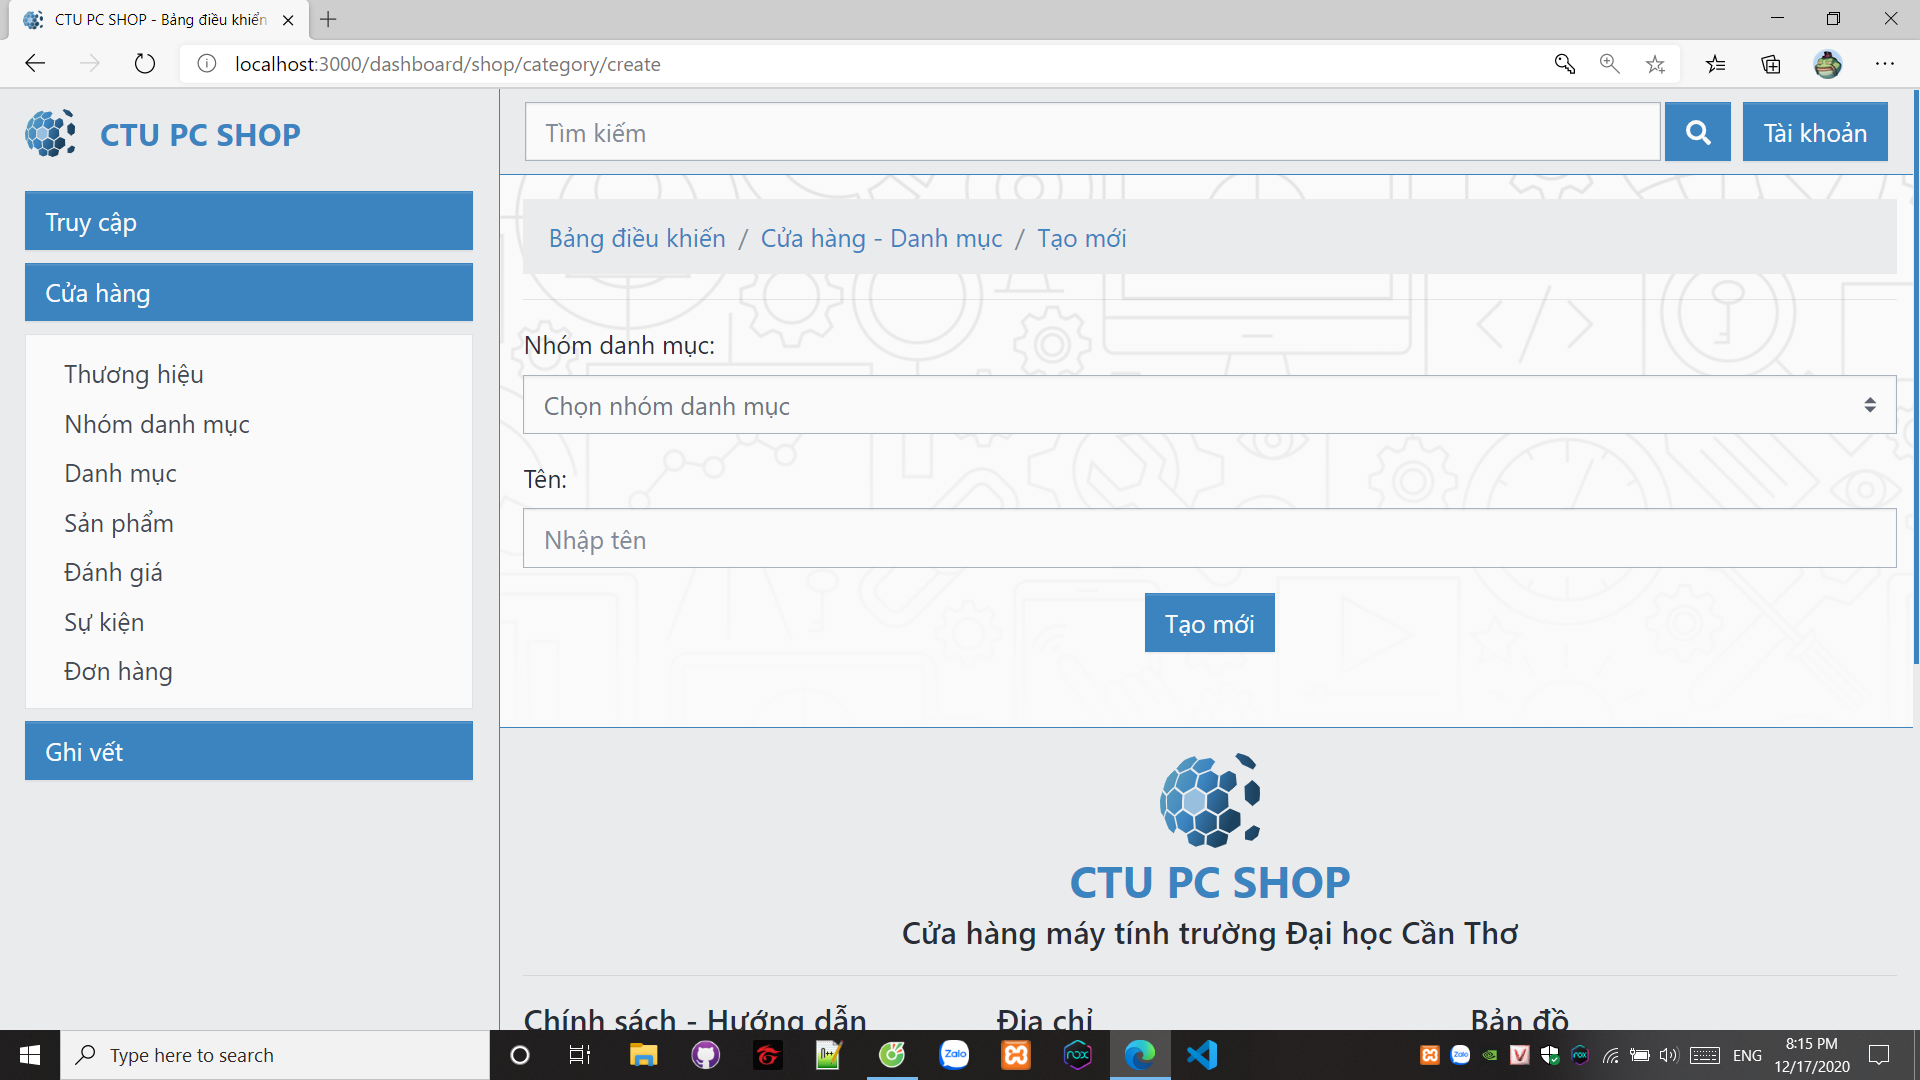 CTU PC SHOP - Bảng điều khiển
localhost:3000/dashboard/shop/category/create
CTU PC SHOP
Tìm kiếm
Tài khoản
Truy cập
Cửa hàng
Thương hiệu
Nhóm danh mục
Danh mục
Sản phẩm
Đánh giá
Sự kiện
Đơn hàng
Ghi vết
Bảng điều khiến / Cửa hàng - Danh mục / Tạo mới
Nhóm danh mục:
Chọn nhóm danh mục
Tên:
Nhập tên
Tạo mới
CTU PC SHOP
Cửa hàng máy tính trường Đại học Cần Thơ
Chính sách - Hướng dẫn
Địa chỉ
Bản đồ
Type here to search
Zalo
nox
ENG
8:15 PM
12/17/2020